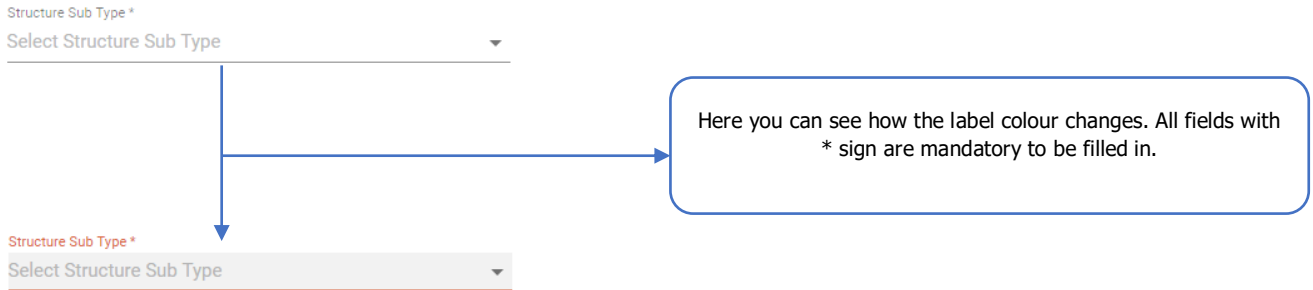 Structure Sub Type *
Select Structure Sub Type
Here you can see how the label colour changes. All fields with
* sign are mandatory to be filled in.
Structure Sub Type *
Select Structure Sub Type